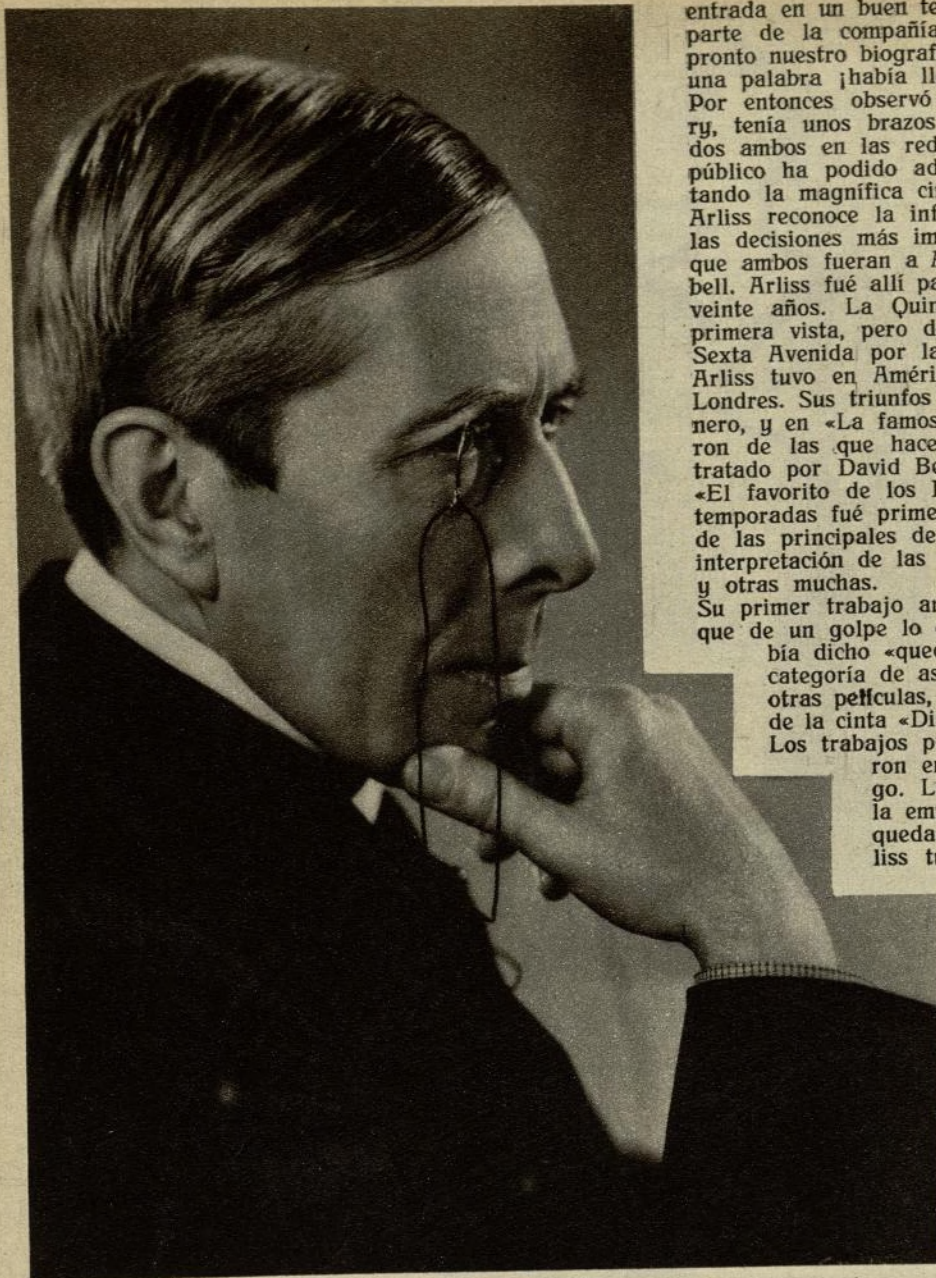 entrada en un buen te
parte de la compañía
pronto nuestro biograf
una palabra ¡había ll
Por entonces observó
ry, tenía unos brazos
dos ambos en las red
público ha podido ad
tando la magnífica ci
Arliss reconoce la inf
las decisiones más im
que ambos fueran a A
bell. Arliss fué allí pa
veinte años. La Quin
primera vista, pero d
Sexta Avenida por la
Arliss tuvo en Améri
Londres. Sus triunfos
nero, y en «La famos
ron de las que hace
tratado por David Be
«El favorito de los
temporadas fué prime
de las principales de
interpretación de las
y otras muchas.
Su primer trabajo an
que de un golpe lo
bía dicho «qued
categoría de as
otras películas,
de la cinta «Di
Los trabajos p
ron en
go. L
la em
queda
liss tr